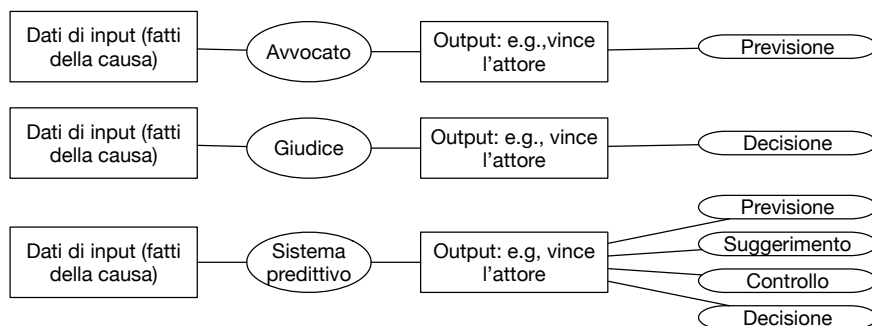 Dati di input (fatti
della causa)
Avvocato
Output: e.g.,vince
l'attore
Previsione
Dati di input (fatti
della causa)
Giudice
Output: e.g., vince
l'attore
Decisione
Dati di input (fatti
della causa)
Sistema
predittivo
Output: e.g, vince
l'attore
Previsione
Suggerimento
Controllo
Decisione